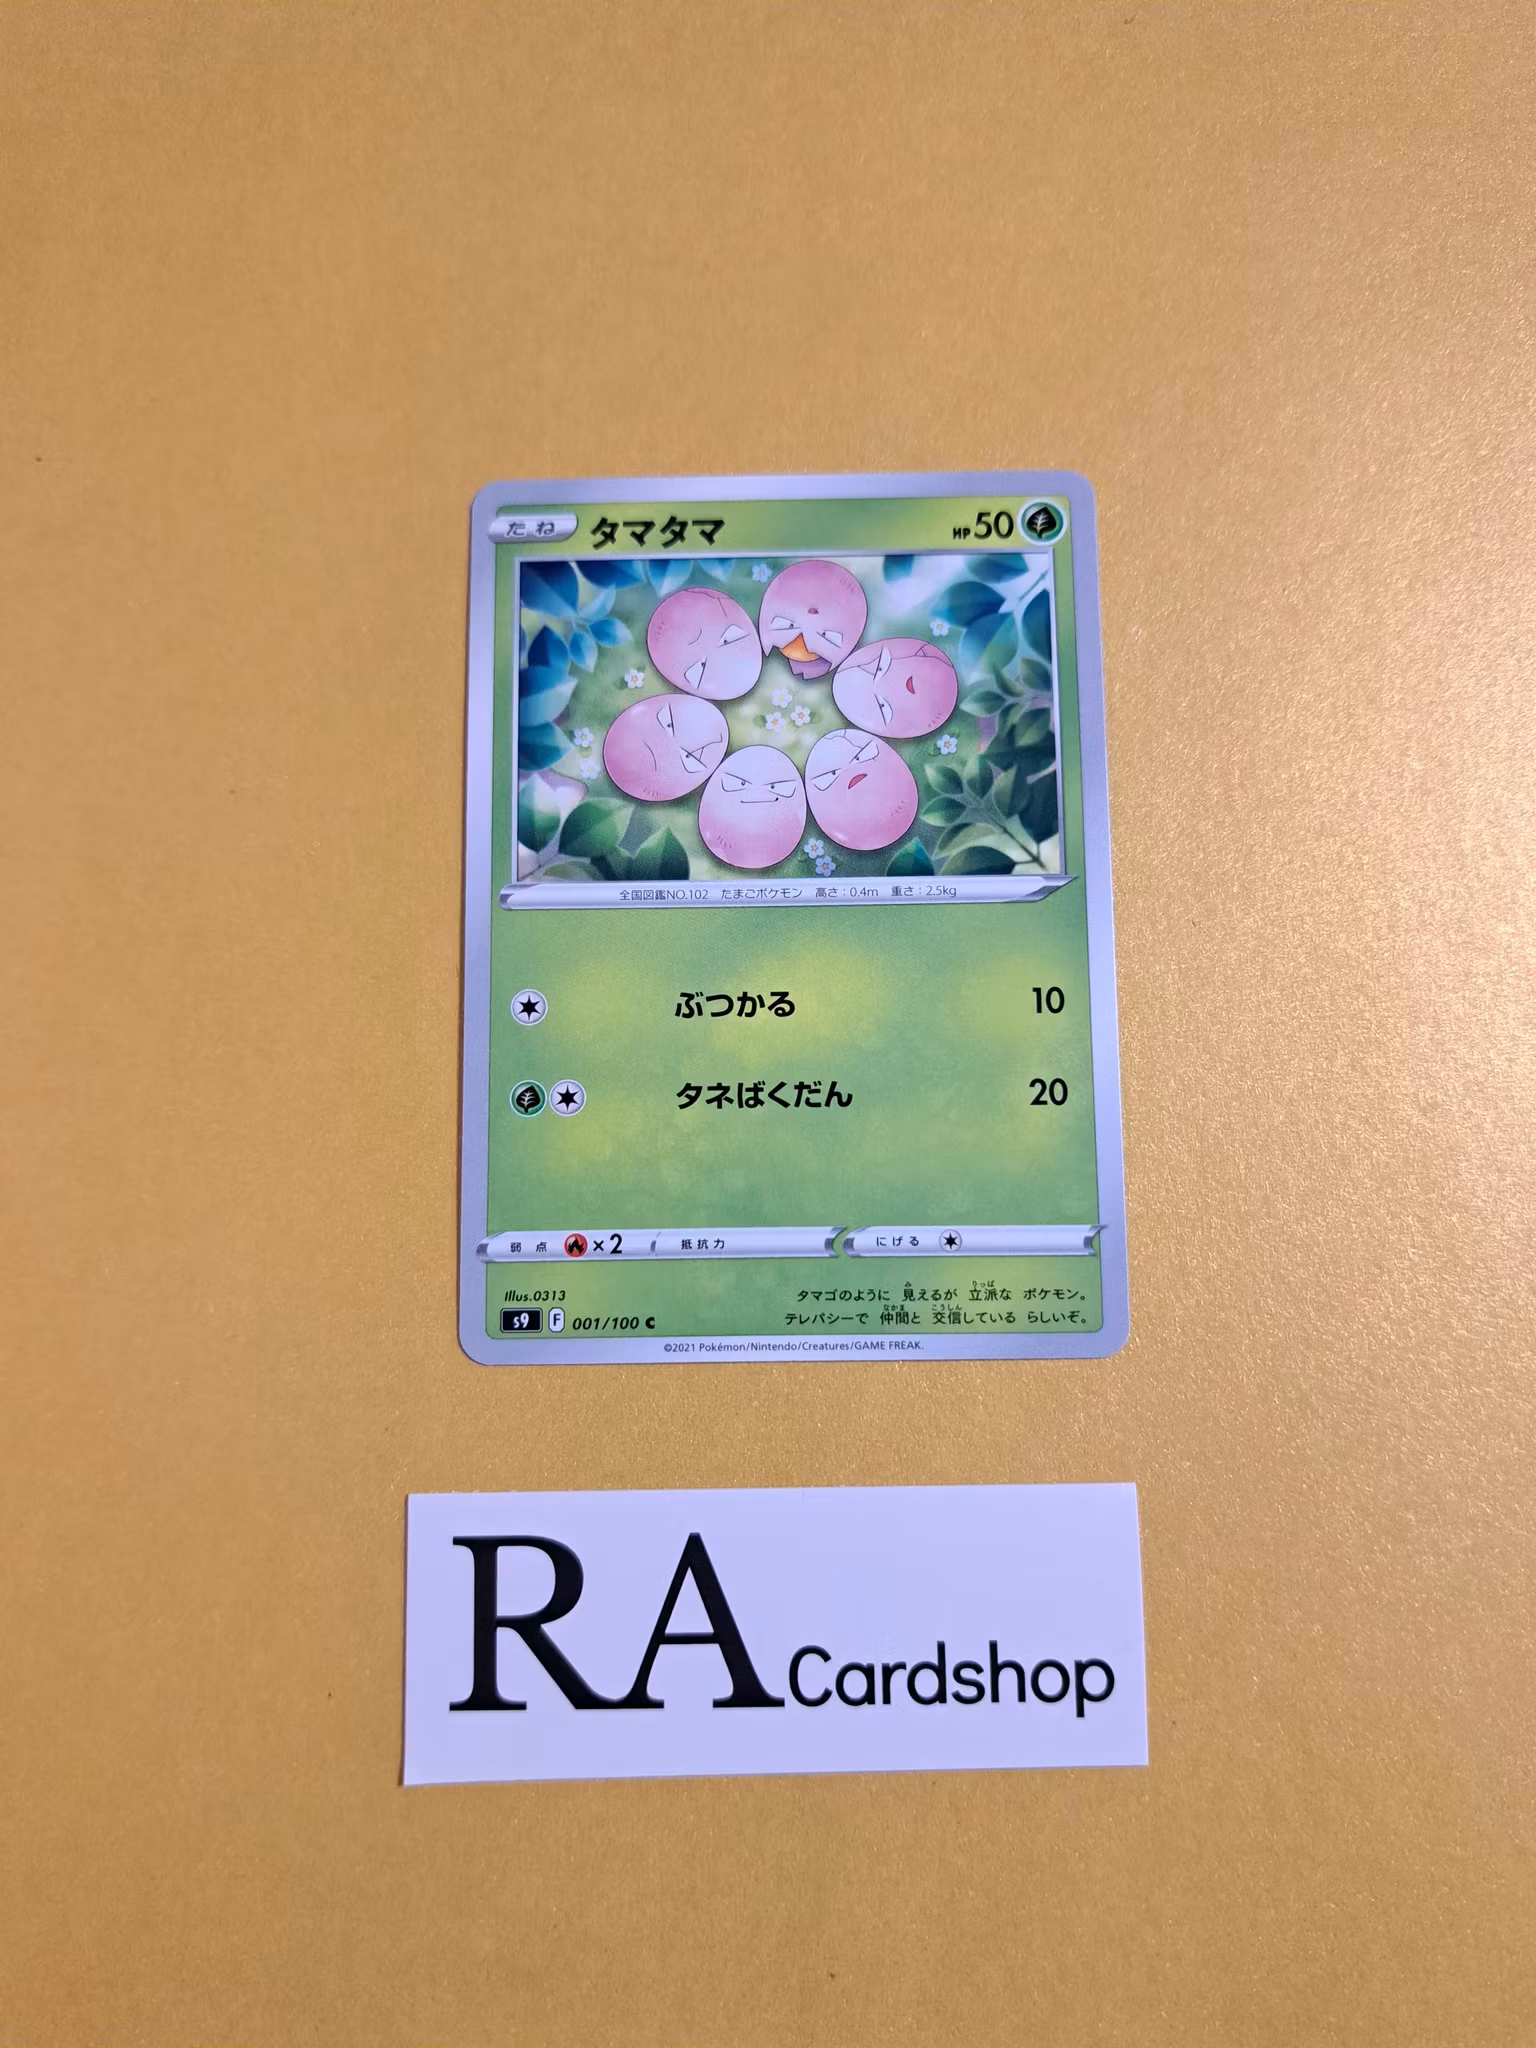 たね タマタマ HP50
全国図鑑NO.102 たまごポケモン 高さ：0.4m 重さ：2.5kg
ぶつかる 10
タネばくだん 20
弱点 ×2 抵抗力 にげる
Illus.0313
タマゴのように 見えるが 立派な ポケモン。
テレパシーで 仲間と 交信している らしいぞ。
s9 F 001/100 C
©2021 Pokémon/Nintendo/Creatures/GAME FREAK.
RA Cardshop